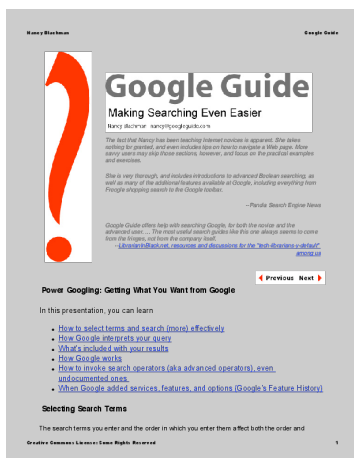 Nancy Blachman Google Guide
Google Guide
Making Searching Even Easier
Nancy Blachman nancy@googleguide.com
The fact that Nancy has been teaching Internet novices is apparent. She takes
nothing for granted, and even includes tips on how to navigate a Web page. More
savvy users may skip those sections, however, and focus on the practical examples
and exercises.
She is very thorough, and includes introductions to advanced Boolean searching, as
well as many of the additional features available at Google, including everything from
Froogle shopping search to the Google toolbar.
--Pandia Search Engine News
Google Guide offers help with searching Google, for both the novice and the
advanced user. ... The most useful search guides like this one always seems to come
from the fringes, not from the company itself.
--LibrarianInBlack.net, resources and discussions for the "tech-librarians-y-default"
among us
Previous Next
Power Googling: Getting What You Want from Google
In this presentation, you can learn
• How to select terms and search (more) effectively
• How Google interprets your query
• What's included with your results
• How Google works
• How to invoke search operators (aka advanced operators), even
undocumented ones
• When Google added services, features, and options (Google's Feature History)
Selecting Search Terms
The search terms you enter and the order in which you enter them affect both the order and
Creative Commons License: Some Rights Reserved 1